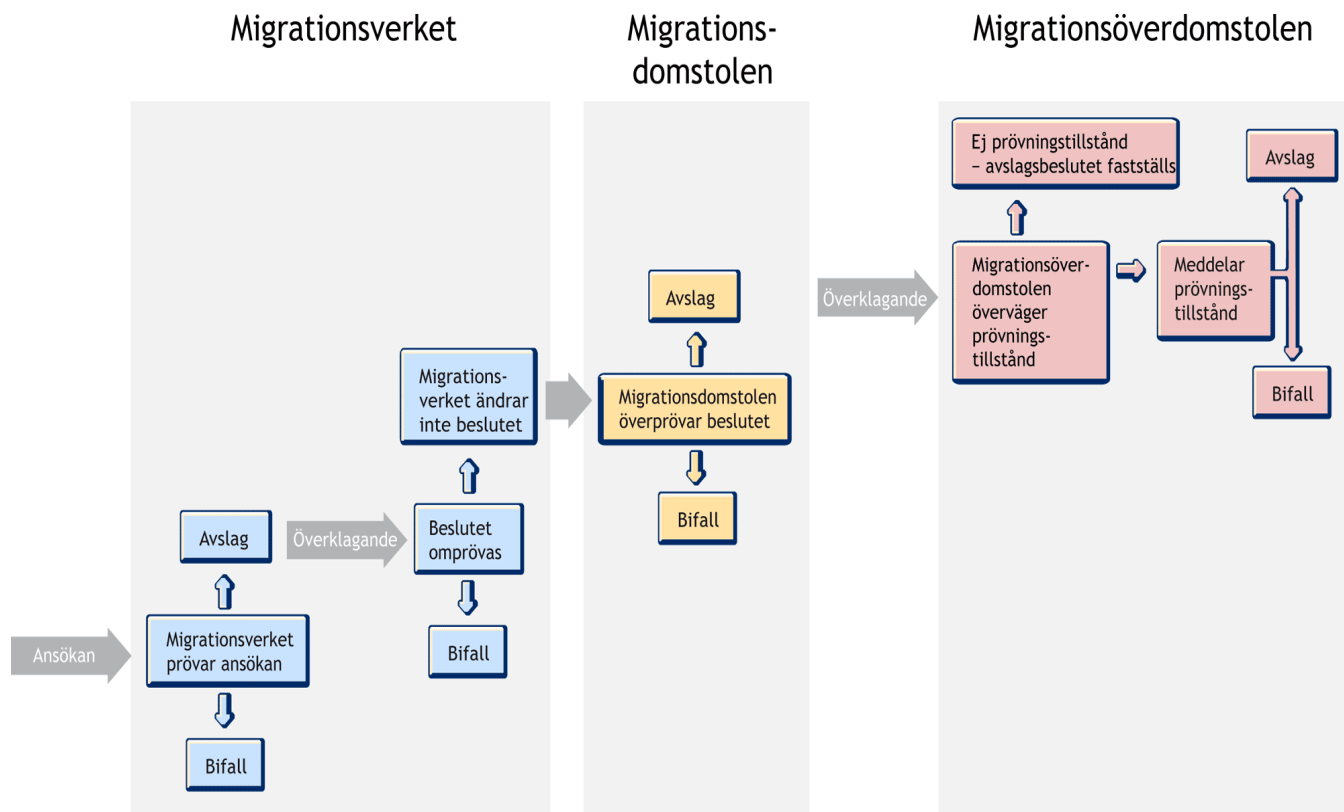 Migrationsverket
Migrations-
domstolen
Migrationsöverdomstolen
Ansökan
Migrationsverket
prövar ansökan
Avslag
Bifall
Överklagande
Beslutet
omprövas
Migrations-
verket ändrar
inte beslutet
Bifall
Migrationsdomstolen
överprövar beslutet
Avslag
Bifall
Överklagande
Migrationsöver-
domstolen
överväger
prövnings-
tillstånd
Ej prövningstillstånd
– avslagsbeslutet fastställs
Meddelar
prövnings-
tillstånd
Avslag
Bifall